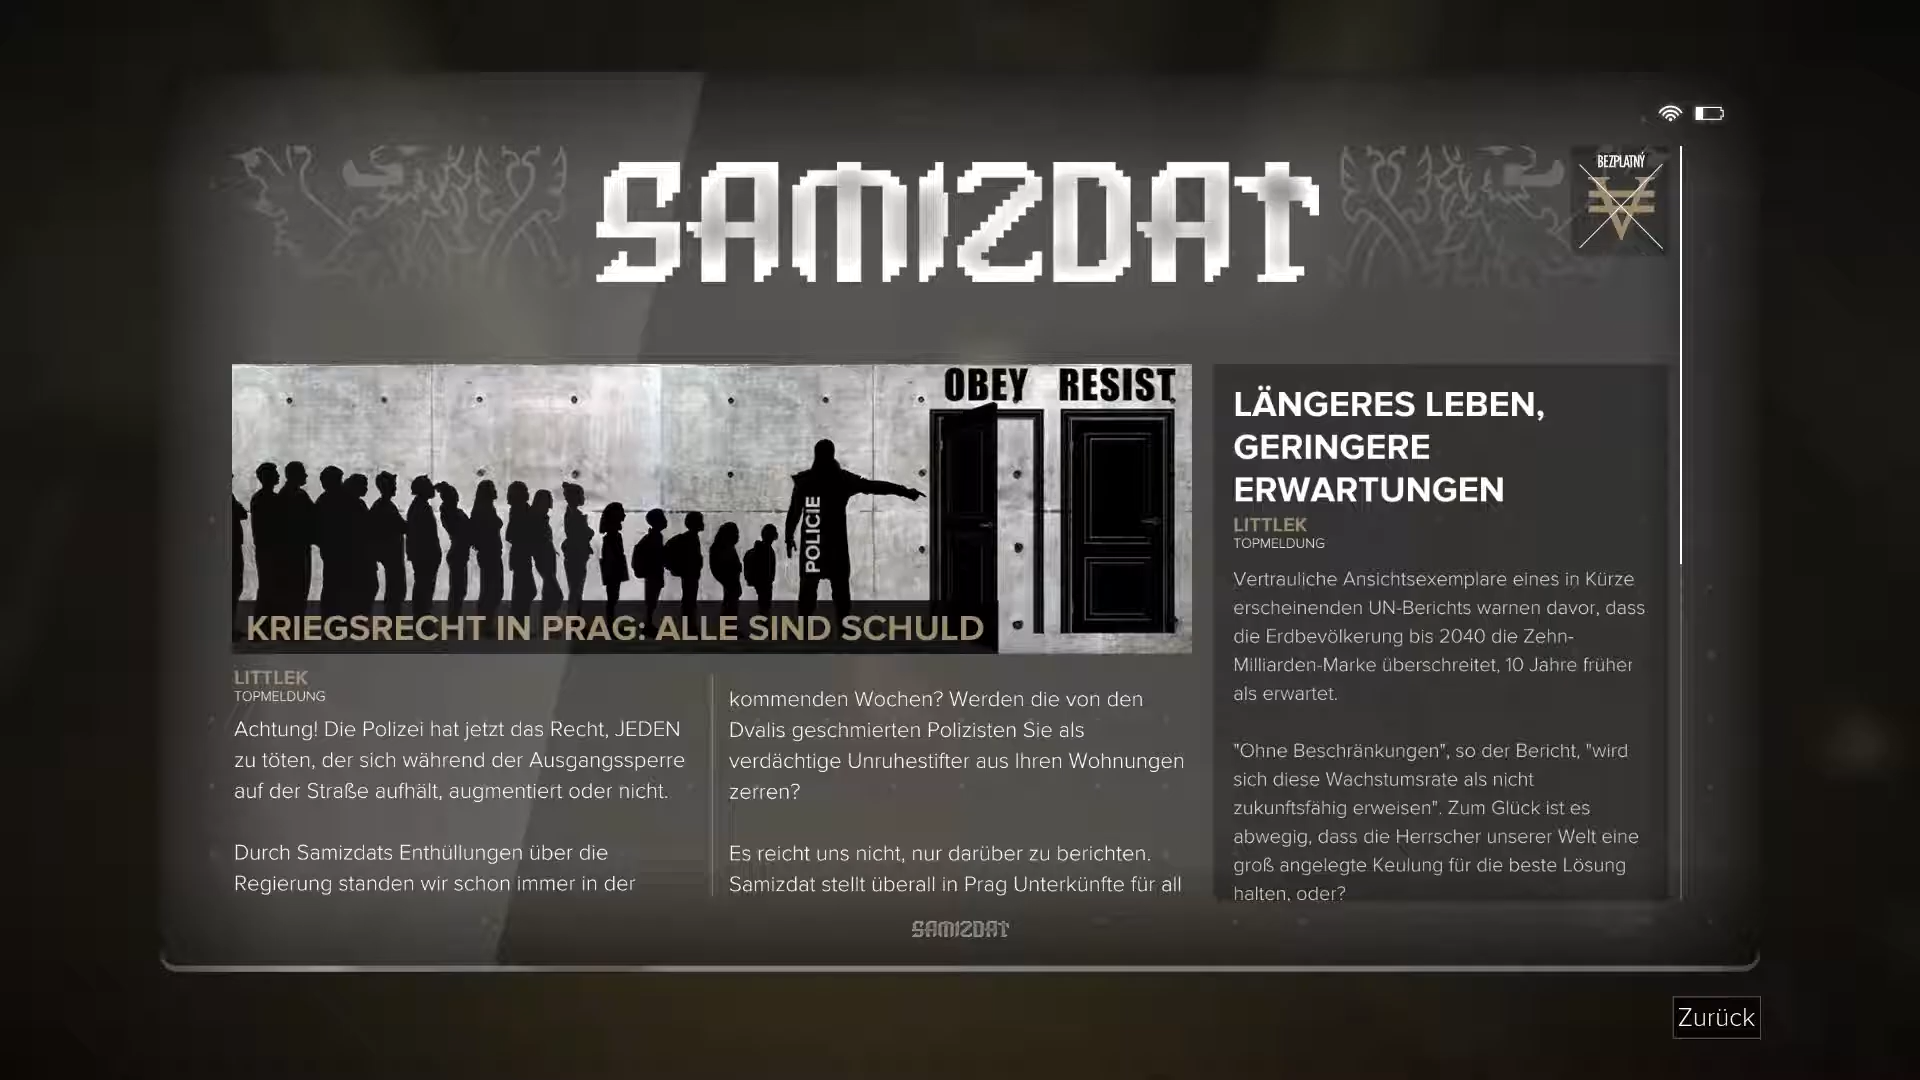 BEZPLATNÝ
SAMIZDAT
OBEY RESIST
POLICIE
KRIEGSRECHT IN PRAG: ALLE SIND SCHULD
LITTLEK
TOPMELDUNG
Achtung! Die Polizei hat jetzt das Recht, JEDEN
zu töten, der sich während der Ausgangssperre
auf der Straße aufhält, augmentiert oder nicht.
Durch Samizdats Enthüllungen über die
Regierung standen wir schon immer in der
kommenden Wochen? Werden die von den
Dvalis geschmierten Polizisten Sie als
verdächtige Unruhestifter aus Ihren Wohnungen
zerren?
Es reicht uns nicht, nur darüber zu berichten.
Samizdat stellt überall in Prag Unterkünfte für all
LÄNGERES LEBEN,
GERINGERE
ERWARTUNGEN
LITTLEK
TOPMELDUNG
Vertrauliche Ansichtsexemplare eines in Kürze
erscheinenden UN-Berichts warnen davor, dass
die Erdbevölkerung bis 2040 die Zehn-
Milliarden-Marke überschreitet, 10 Jahre früher
als erwartet.
"Ohne Beschränkungen", so der Bericht, "wird
sich diese Wachstumsrate als nicht
zukunftsfähig erweisen". Zum Glück ist es
abwegig, dass die Herrscher unserer Welt eine
groß angelegte Keulung für die beste Lösung
halten, oder?
SAMIZDAT
Zurück